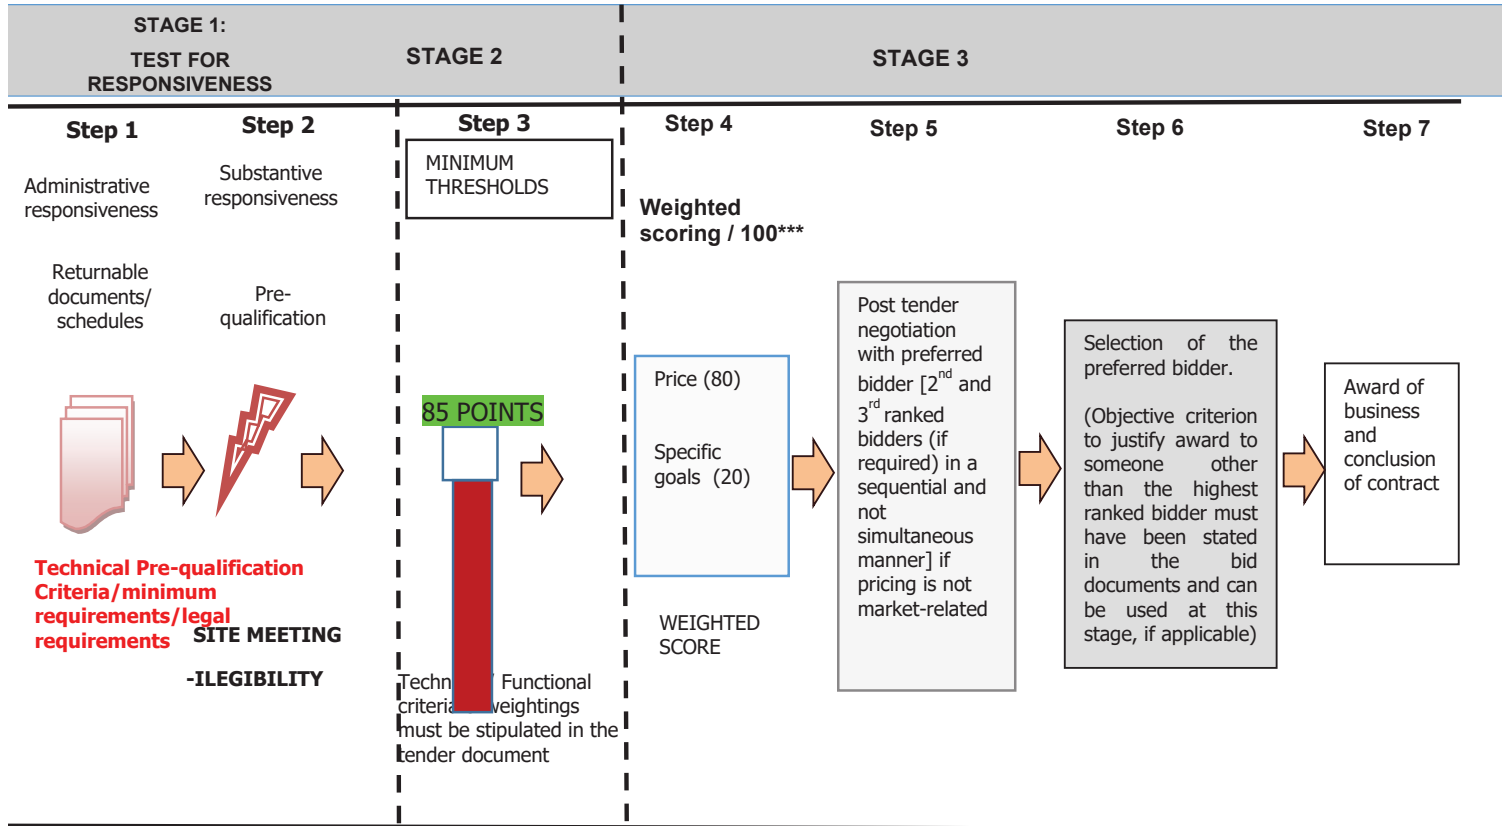 STAGE 1:
TEST FOR
RESPONSIVENESS
STAGE 2
STAGE 3
Step 1
Step 2
Step 3
Step 4
Step 5
Step 6
Step 7
Administrative
responsiveness
Returnable
documents/
schedules
Substantive
responsiveness
Pre-
qualification
Technical Pre-qualification
Criteria/minimum
requirements/legal
requirements
SITE MEETING
-ILEGIBILITY
MINIMUM
THRESHOLDS
85 POINTS
Functional
criteria weightings
must be stipulated in the
tender document
Weighted
scoring / 100***
Price (80)
Specific
goals (20)
WEIGHTED
SCORE
Post tender
negotiation
with preferred
bidder [2nd and
3rd ranked
bidders (if
required) in a
sequential and
not
simultaneous
manner] if
pricing is not
market-related
Selection of the
preferred bidder.
(Objective criterion
to justify award to
someone other
than the highest
ranked bidder must
have been stated
in the bid
documents and can
be used at this
stage, if applicable)
Award of
business
and
conclusion
of contract